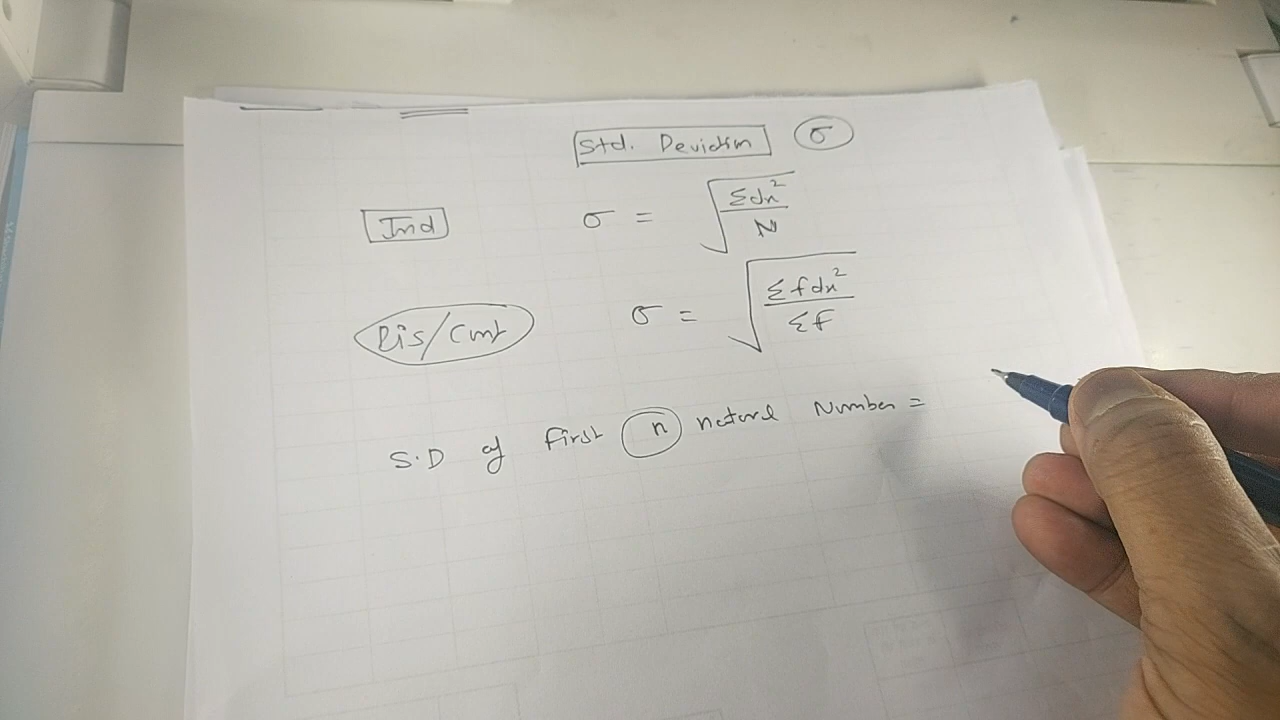 Std. Deviation σ
Ind σ = √Σdx²/N
Dis/Cont σ = √Σfdx²/Σf
S.D of first n natural Number =